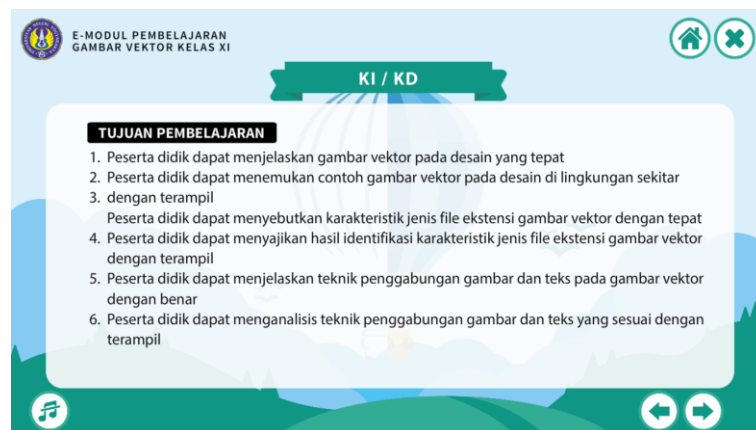 E-MODUL PEMBELAJARAN
GAMBAR VEKTOR KELAS XI
KI / KD
TUJUAN PEMBELAJARAN
1. Peserta didik dapat menjelaskan gambar vektor pada desain yang tepat
2. Peserta didik dapat menemukan contoh gambar vektor pada desain di lingkungan sekitar
3. dengan terampil
Peserta didik dapat menyebutkan karakteristik jenis file ekstensi gambar vektor dengan tepat
4. Peserta didik dapat menyajikan hasil identifikasi karakteristik jenis file ekstensi gambar vektor
dengan terampil
5. Peserta didik dapat menjelaskan teknik penggabungan gambar dan teks pada gambar vektor
dengan benar
6. Peserta didik dapat menganalisis teknik penggabungan gambar dan teks yang sesuai dengan
terampil